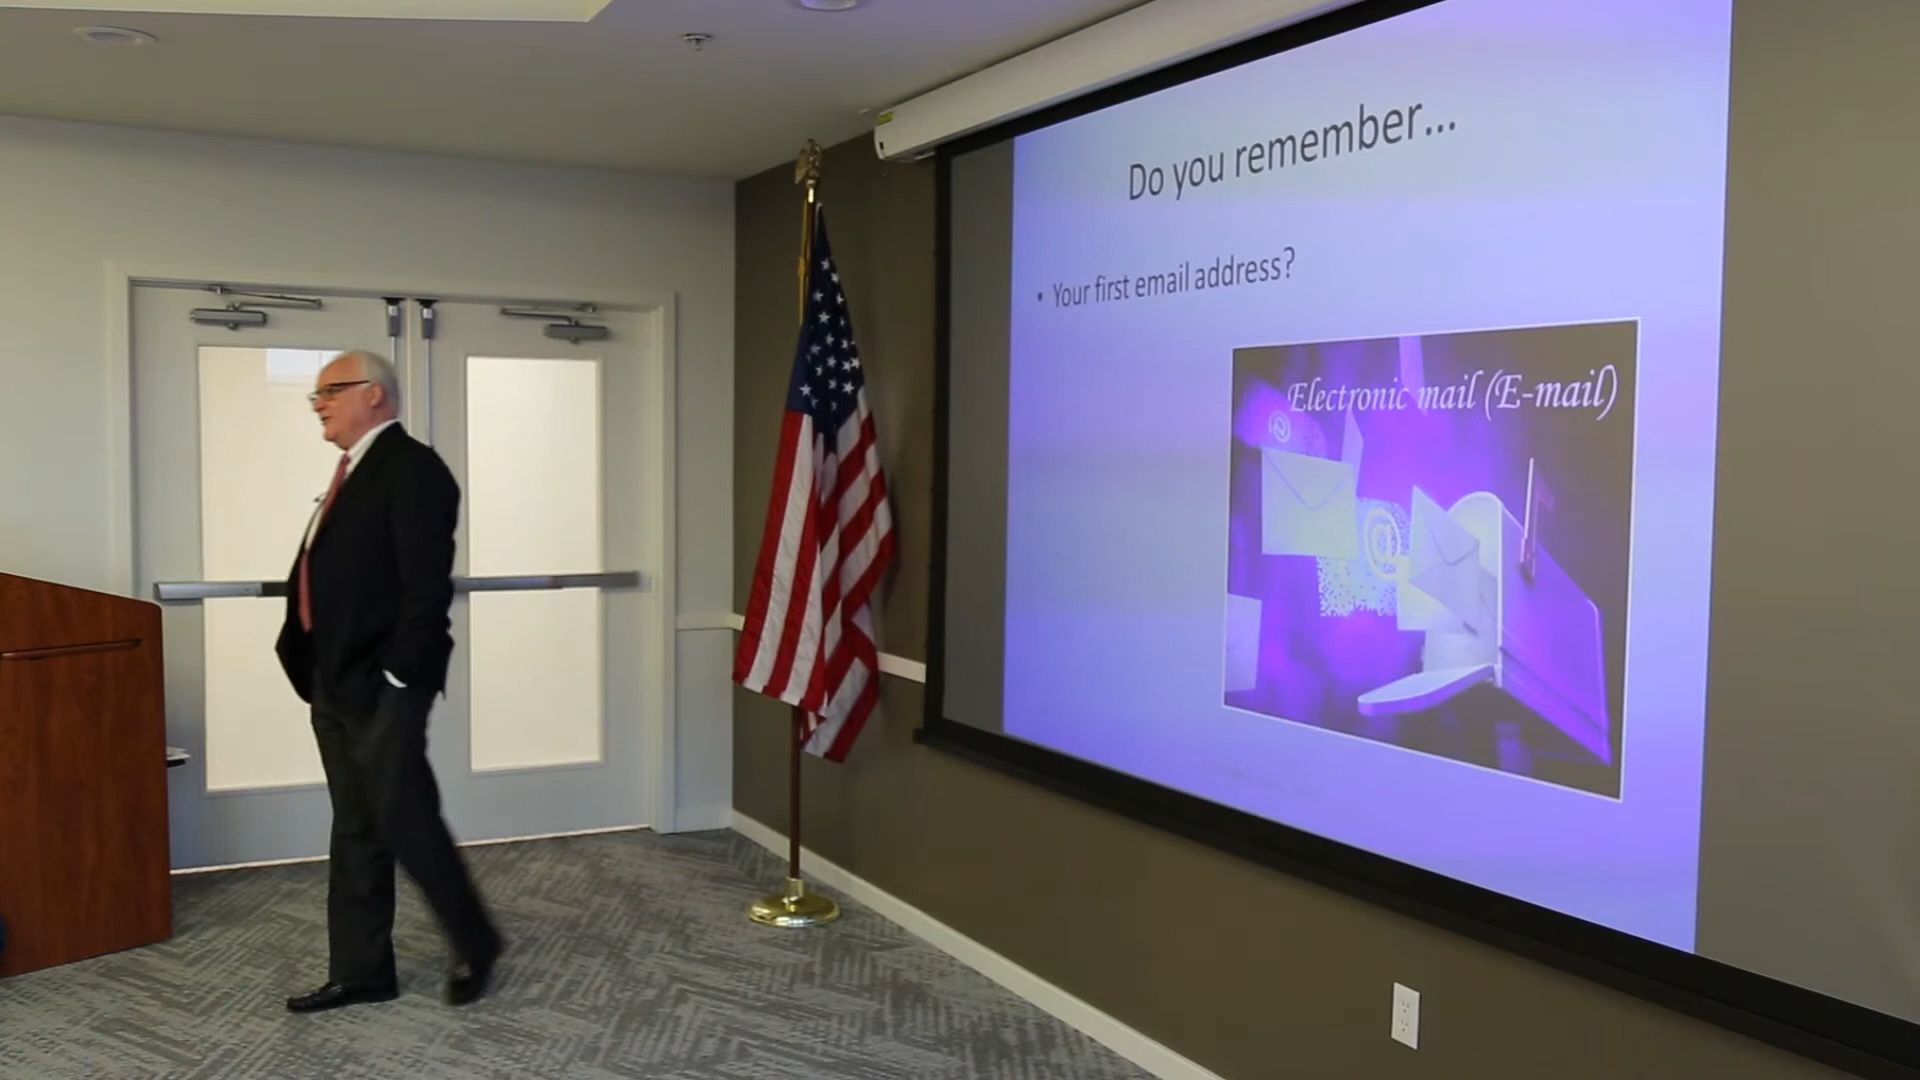 Do you remember...
• Your first email address?
Electronic mail (E-mail)